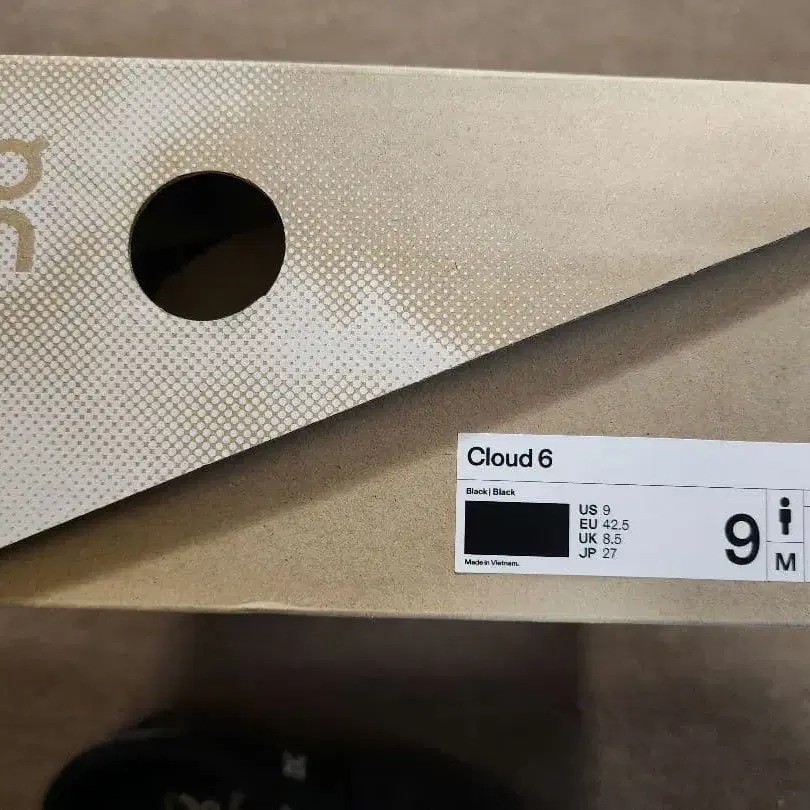 Cloud 6
Black | Black
US 9
EU 42.5
UK 8.5
JP 27
9
M
Made in Vietnam.